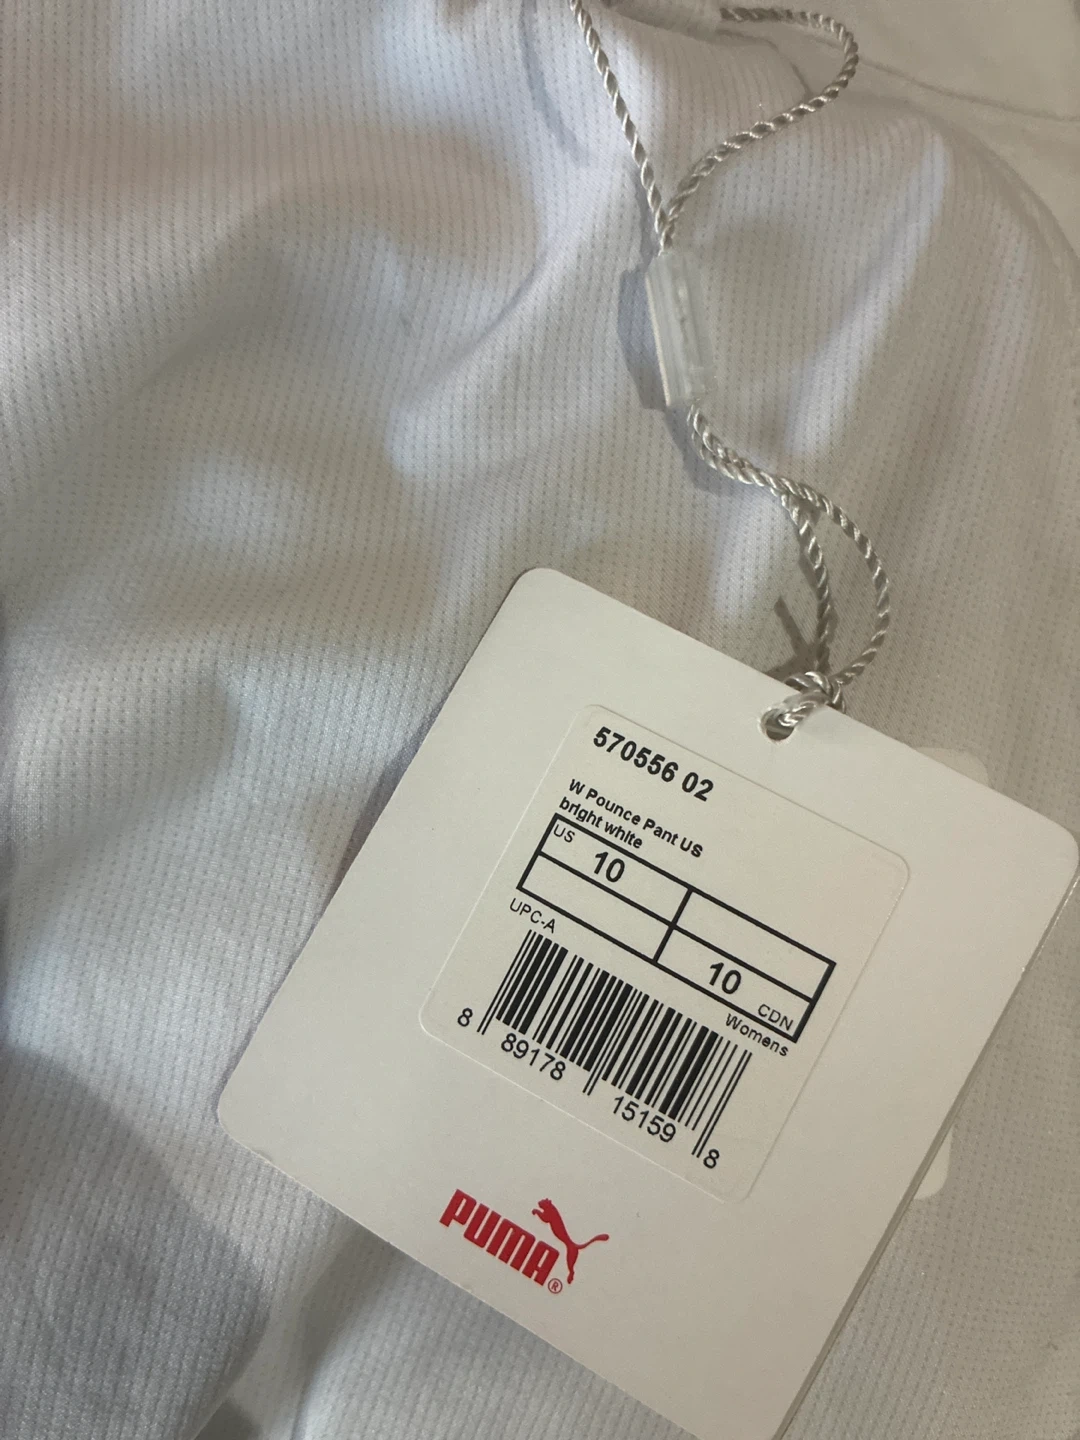 570556 02
W Pounce Pant US
bright white
US 10
10 CDN
UPC-A
Womens
8 89178 15159 8
PUMA®